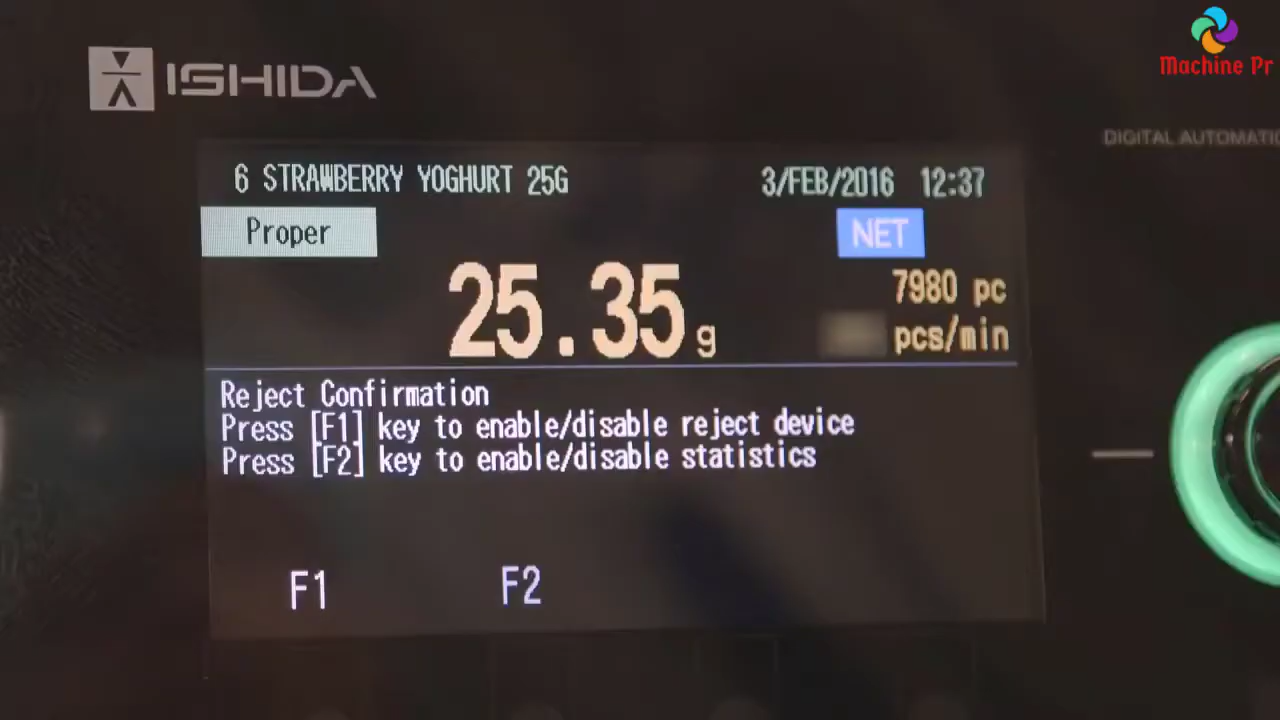 ISHIDA
Machine Pr
DIGITAL AUTOMATIC
6 STRAWBERRY YOGHURT 25G 3/FEB/2016 12:37
Proper NET
25.35 g 7980 pc
pcs/min
Reject Confirmation
Press [F1] key to enable/disable reject device
Press [F2] key to enable/disable statistics
F1 F2